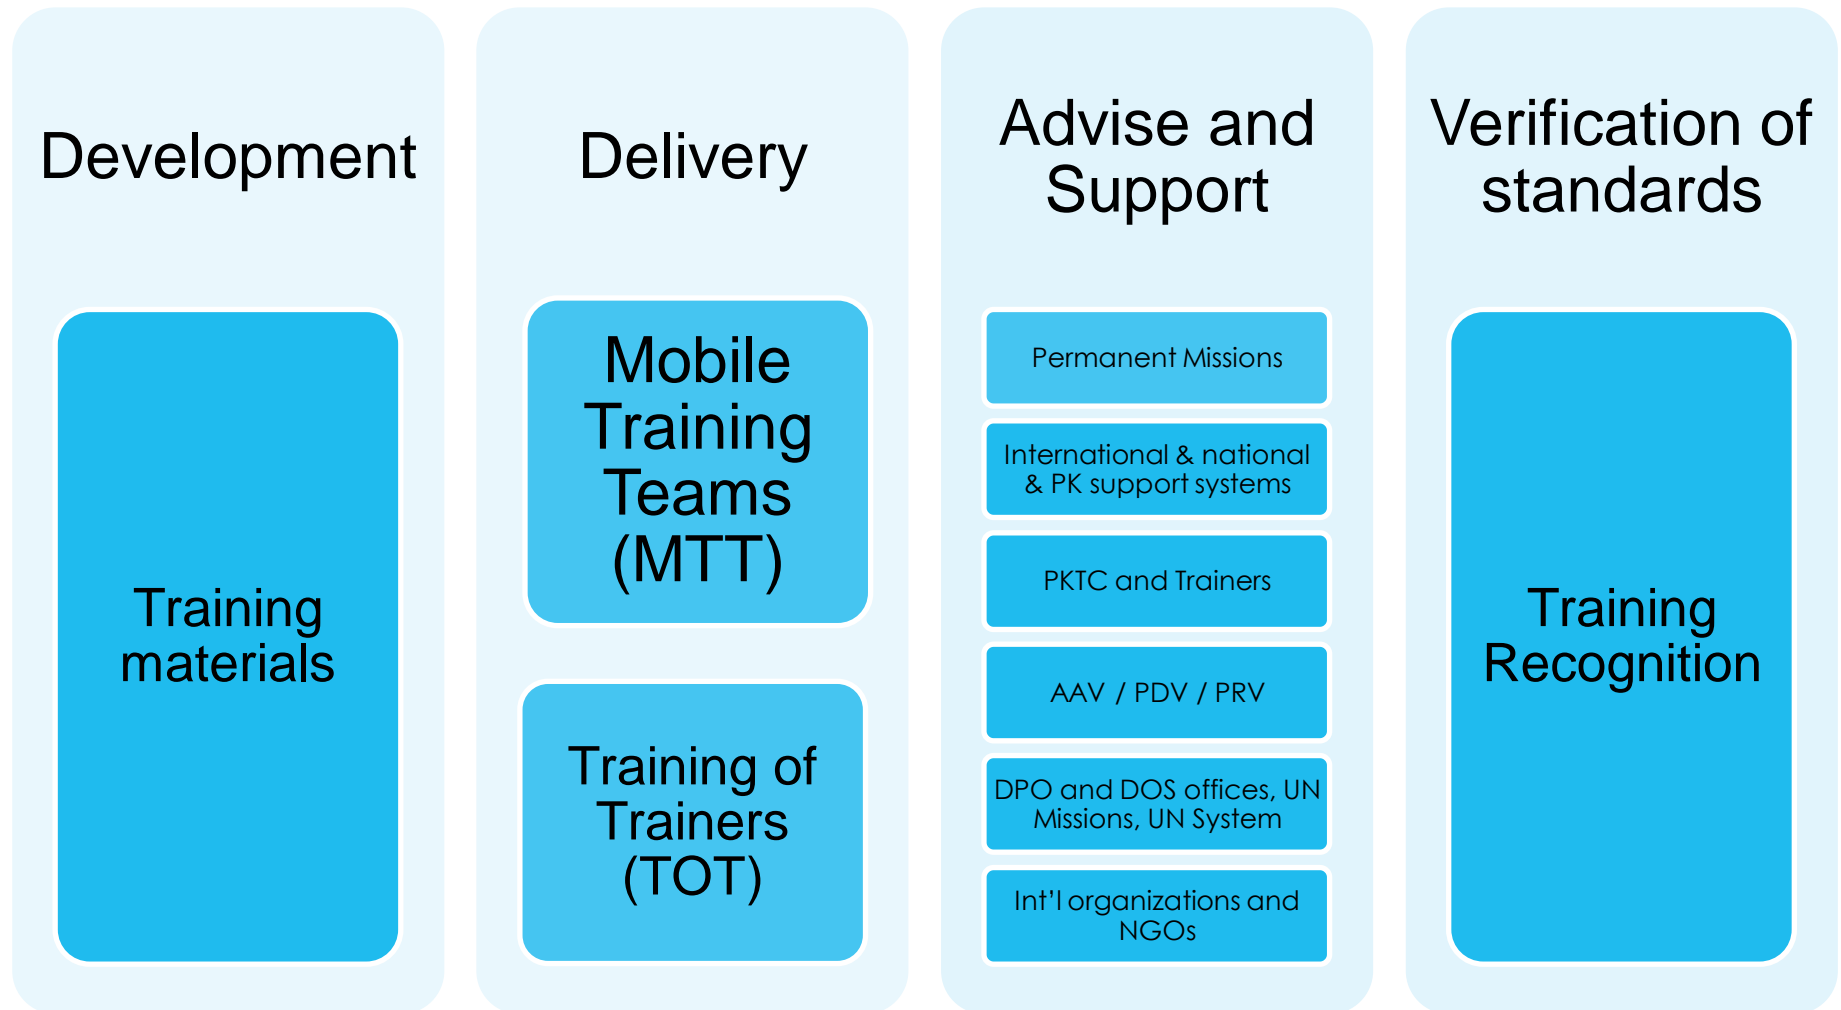 Development
Training
materials
Delivery
Mobile
Training
Teams
(MTT)
Training of
Trainers
(TOT)
Advise and
Support
Permanent Missions
International & national
& PK support systems
PKTC and Trainers
AAV / PDV / PRV
DPO and DOS offices, UN
Missions, UN System
Int’l organizations and
NGOs
Verification of
standards
Training
Recognition